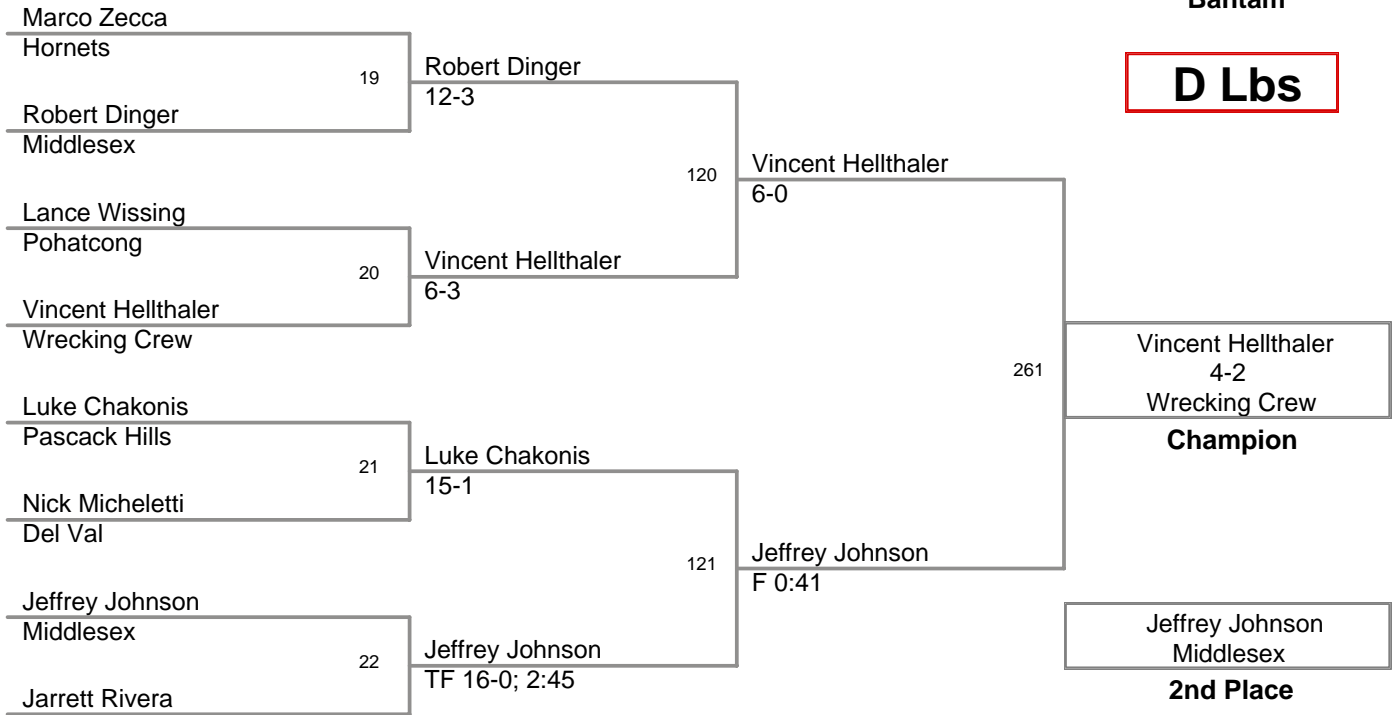 Bantam
D Lbs
Marco Zecca
Hornets
19
Robert Dinger
Middlesex
Robert Dinger
12-3
Lance Wissing
Pohatcong
20
Vincent Hellthaler
Wrecking Crew
Vincent Hellthaler
6-3
120
Vincent Hellthaler
6-0
Luke Chakonis
Pascack Hills
21
Nick Micheletti
Del Val
Luke Chakonis
15-1
Jeffrey Johnson
Middlesex
22
Jarrett Rivera
Jeffrey Johnson
TF 16-0; 2:45
121
Jeffrey Johnson
F 0:41
261
Vincent Hellthaler
4-2
Wrecking Crew
Champion
Jeffrey Johnson
Middlesex
2nd Place